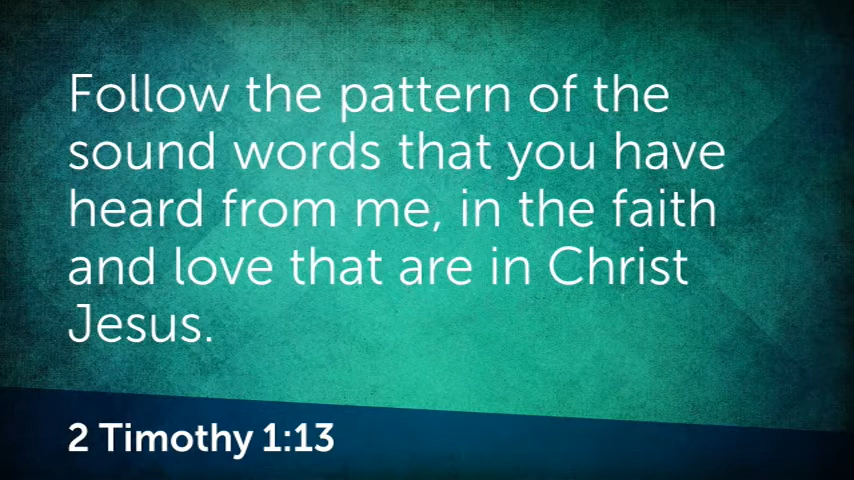 Follow the pattern of the
sound words that you have
heard from me, in the faith
and love that are in Christ
Jesus.
2 Timothy 1:13